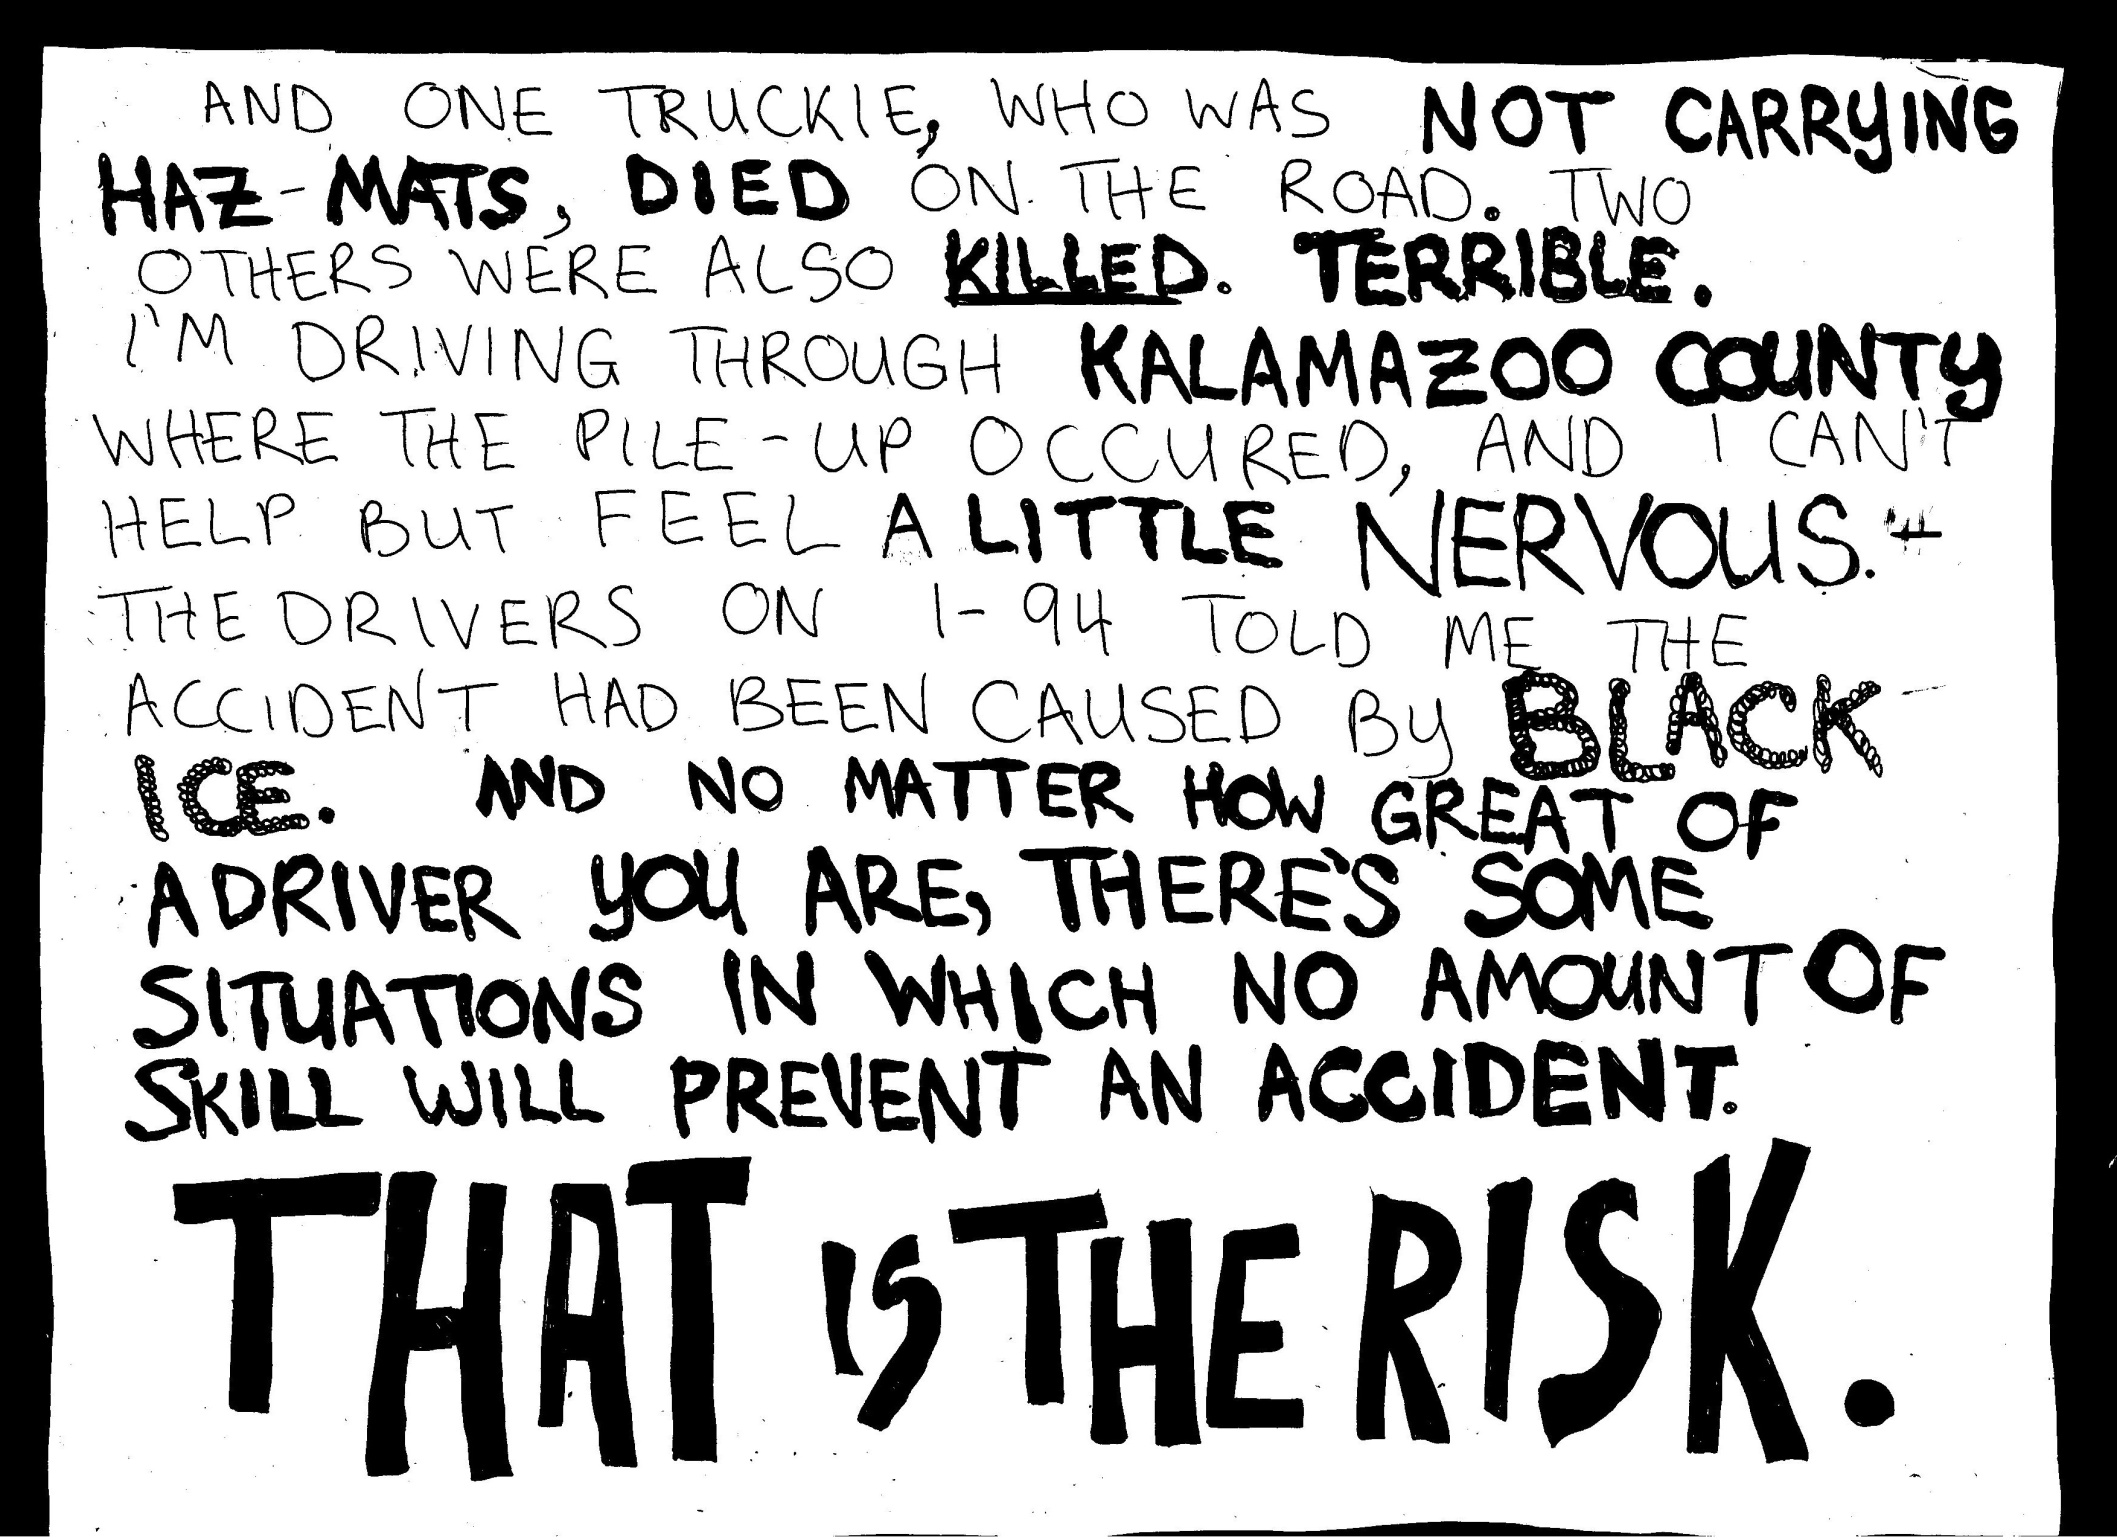 AND ONE TRUCKIE, WHO WAS NOT CARRYING
HAZ-MATS, DIED ON THE ROAD. TWO
OTHERS WERE ALSO KILLED. TERRIBLE.
I'M DRIVING THROUGH KALAMAZOO COUNTY
WHERE THE PILE-UP OCCURED, AND I CAN'T
HELP BUT FEEL A LITTLE NERVOUS.
THE DRIVERS ON I-94 TOLD ME THE
ACCIDENT HAD BEEN CAUSED BY BLACK
ICE. AND NO MATTER HOW GREAT OF
A DRIVER YOU ARE, THERE'S SOME
SITUATIONS IN WHICH NO AMOUNT OF
SKILL WILL PREVENT AN ACCIDENT.
THAT IS THE RISK.